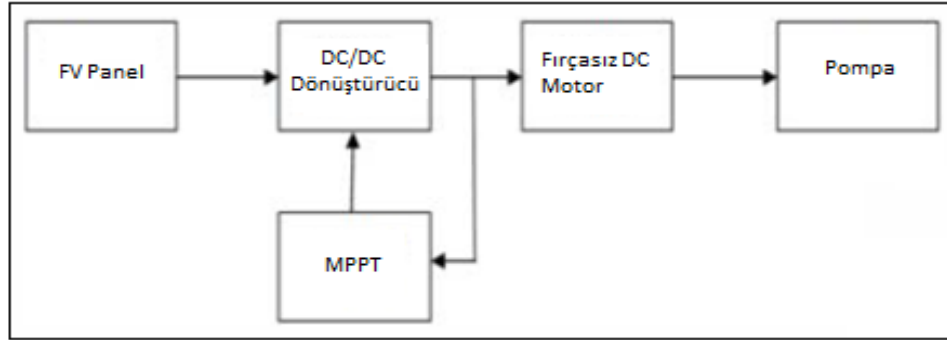 FV Panel
DC/DC
Dönüştürücü
Fırçasız DC
Motor
Pompa
MPPT